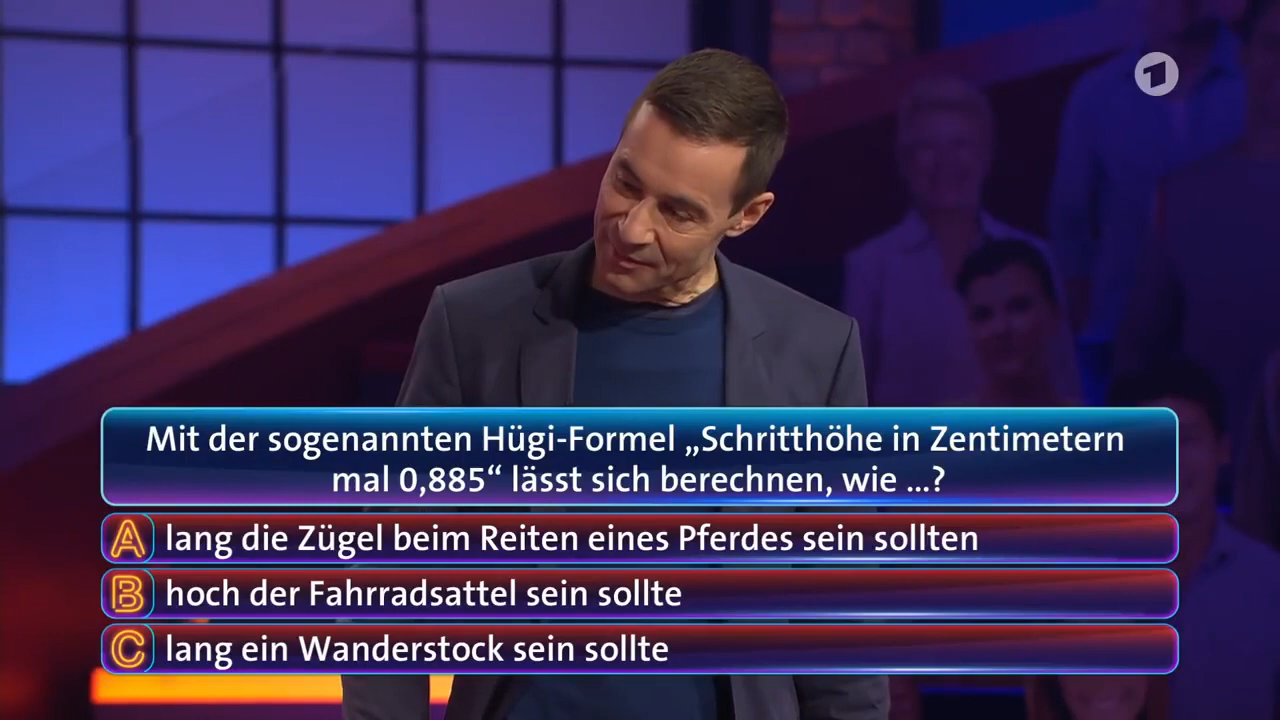 Mit der sogenannten Hügi-Formel „Schritthöhe in Zentimetern
mal 0,885“ lässt sich berechnen, wie ...?
A lang die Zügel beim Reiten eines Pferdes sein sollten
B hoch der Fahrradsattel sein sollte
C lang ein Wanderstock sein sollte
1